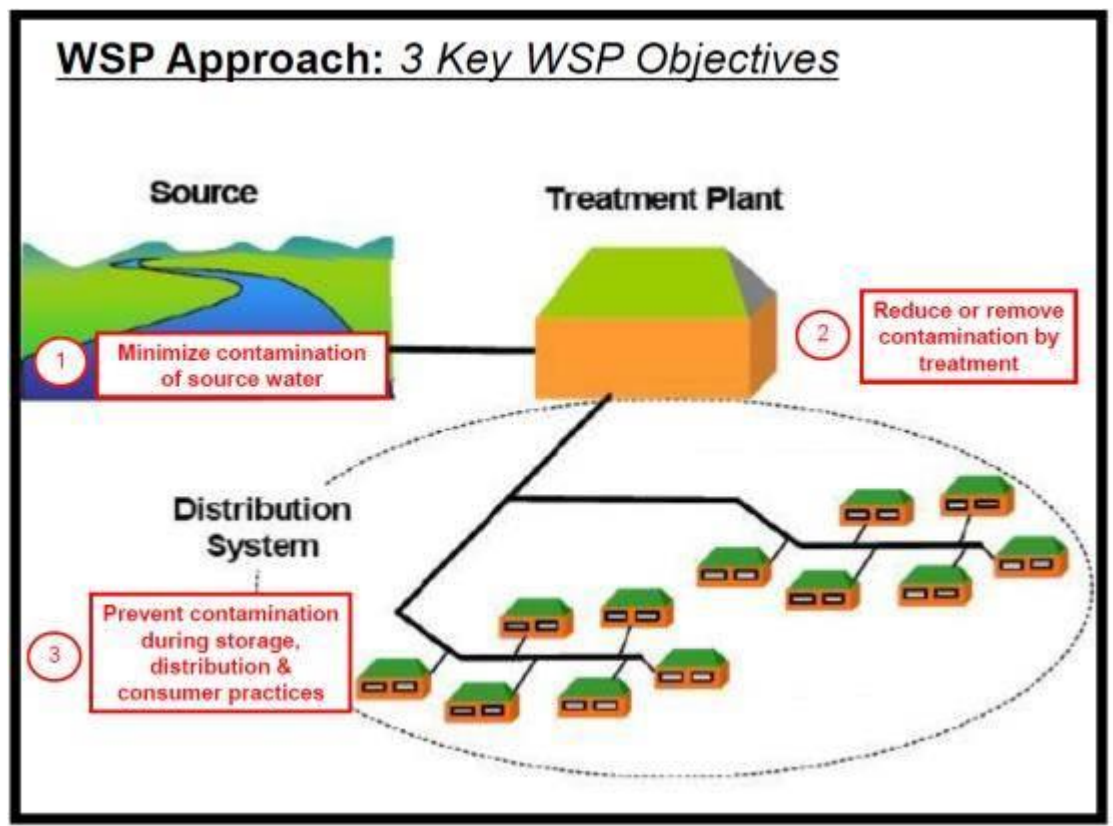 WSP Approach: 3 Key WSP Objectives
Source
Treatment Plant
1
Minimize contamination
of source water
2
Reduce or remove
contamination by
treatment
Distribution
System
3
Prevent contamination
during storage,
distribution &
consumer practices